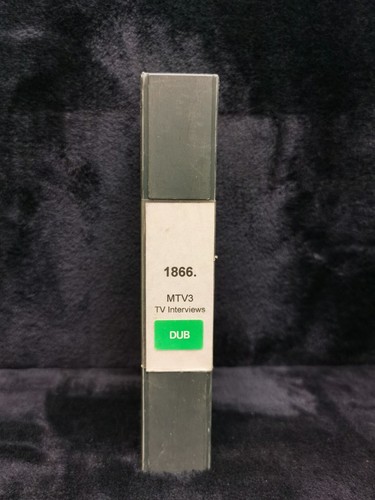 1866.
MTV3
TV Interviews
DUB